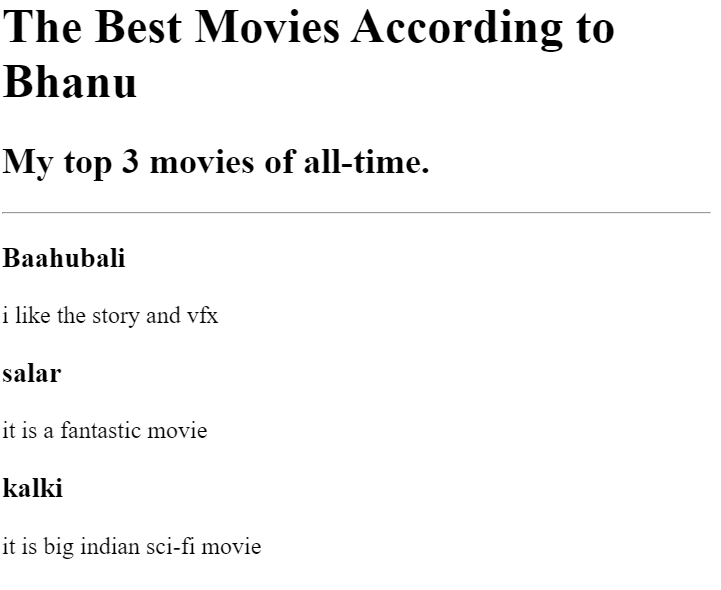 The Best Movies According to
Bhanu
My top 3 movies of all-time.
Baahubali
i like the story and vfx
salar
it is a fantastic movie
kalki
it is big indian sci-fi movie